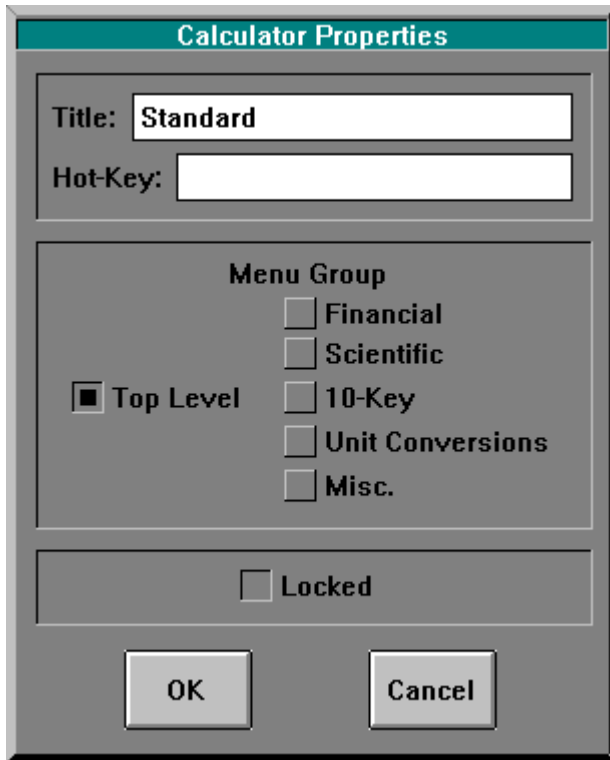 Calculator Properties
Title: Standard
Hot-Key:
Menu Group
Financial
Scientific
Top Level 10-Key
Unit Conversions
Misc.
Locked
OK Cancel